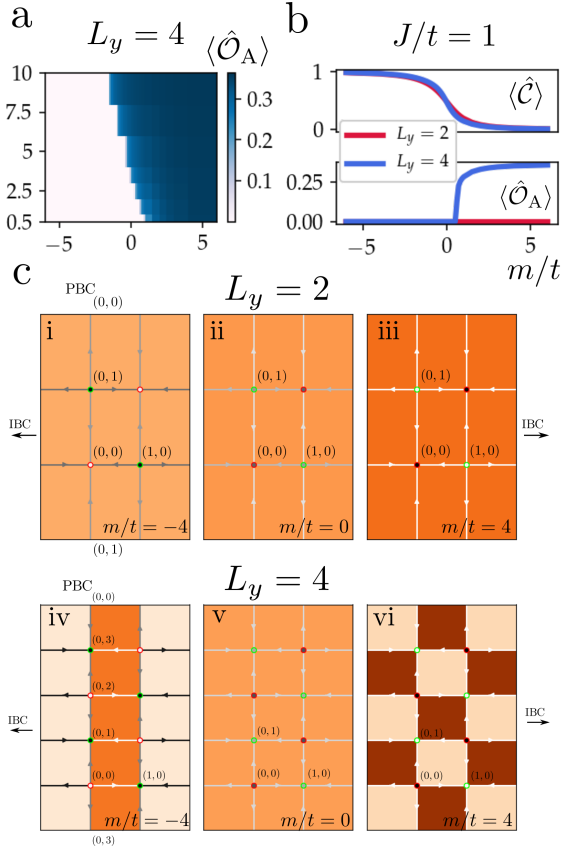 a
L_y = 4
⟨Ô_A⟩
10
7.5
5
2.5
0.5
−5
0
5
0.3
0.2
0.1
b
J/t = 1
1
0
⟨Ĉ⟩
L_y = 2
L_y = 4
0.25
0.00
⟨Ô_A⟩
−5
0
5
m/t
c
PBC
(0, 0)
L_y = 2
i
(0, 1)
(0, 0)
(1, 0)
m/t = −4
(0, 1)
IBC
ii
(0, 1)
(0, 0)
(1, 0)
m/t = 0
iii
(0, 1)
(0, 0)
(1, 0)
m/t = 4
IBC
PBC
(0, 0)
L_y = 4
iv
(0, 3)
(0, 2)
(0, 1)
(0, 0)
(1, 0)
m/t = −4
(0, 3)
IBC
v
(0, 1)
(0, 0)
(1, 0)
m/t = 0
vi
(0, 1)
(0, 0)
(1, 0)
m/t = 4
IBC